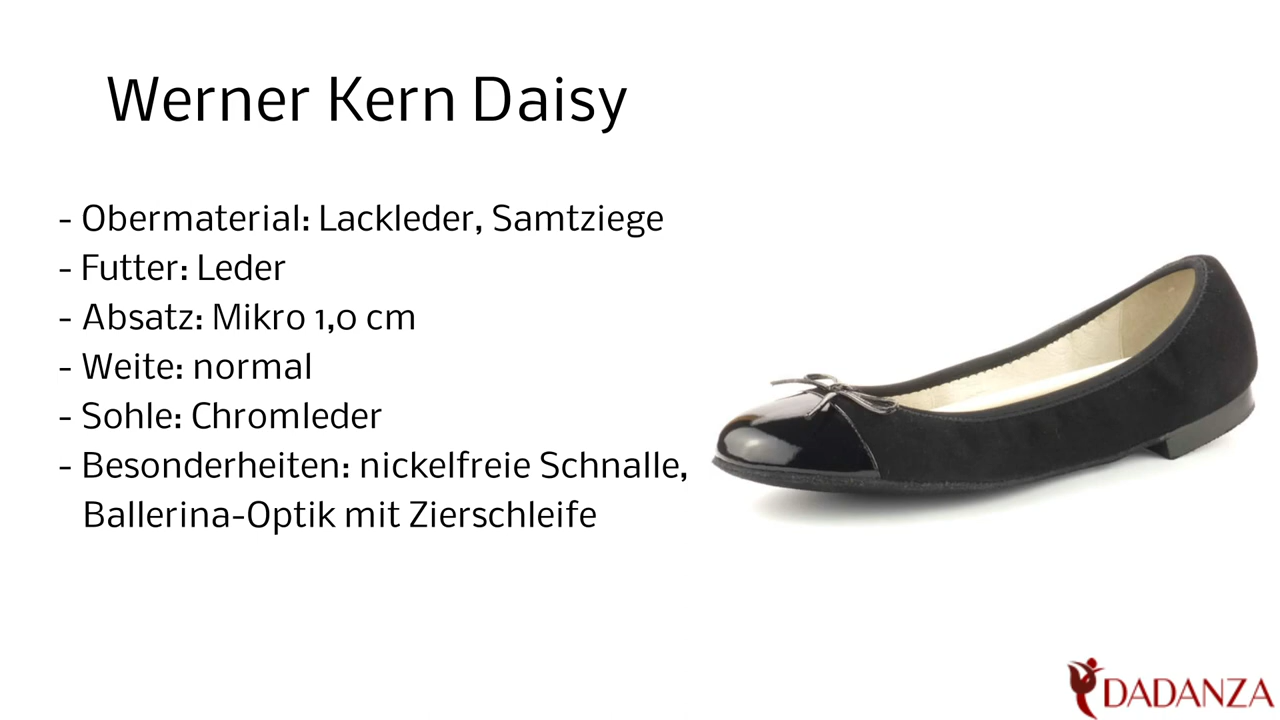 Werner Kern Daisy
- Obermaterial: Lackleder, Samtziege
- Futter: Leder
- Absatz: Mikro 1,0 cm
- Weite: normal
- Sohle: Chromleder
- Besonderheiten: nickelfreie Schnalle,
Ballerina-Optik mit Zierschleife
DADANZA